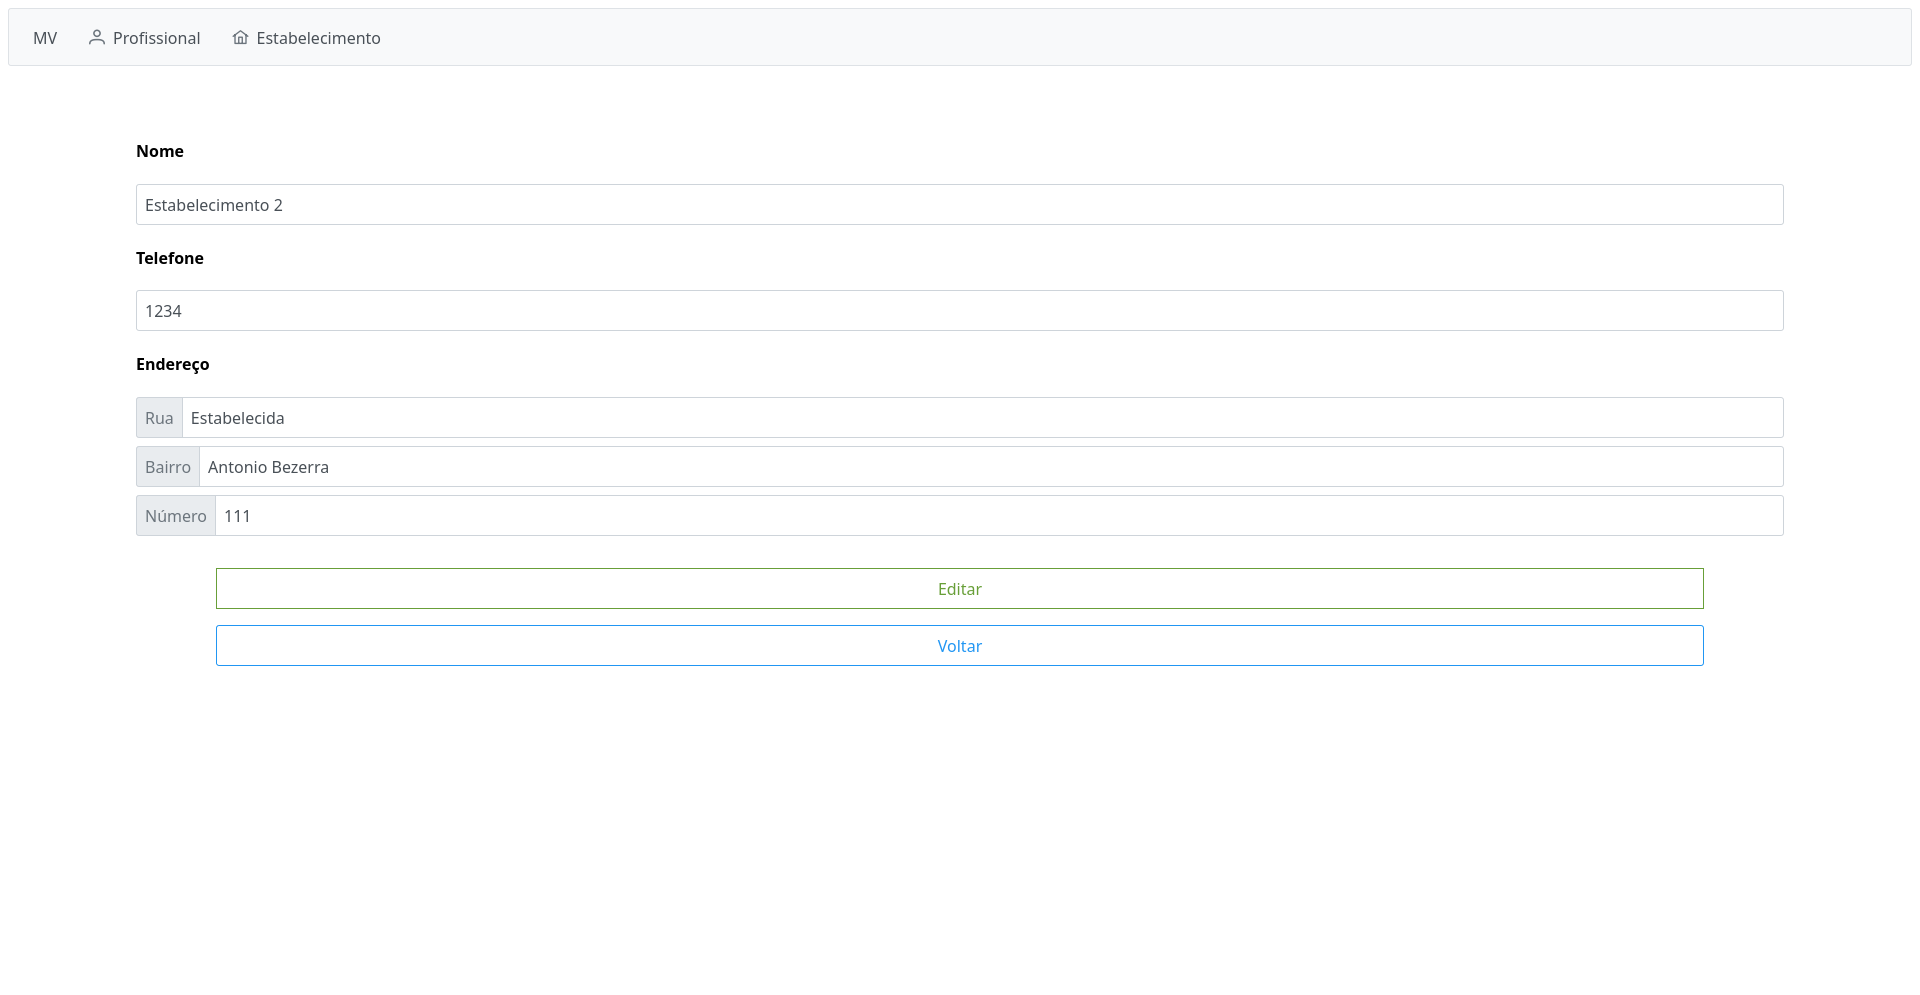 MV Profissional Estabelecimento
Nome
Estabelecimento 2
Telefone
1234
Endereço
Rua Estabelecida
Bairro Antonio Bezerra
Número 111
Editar
Voltar